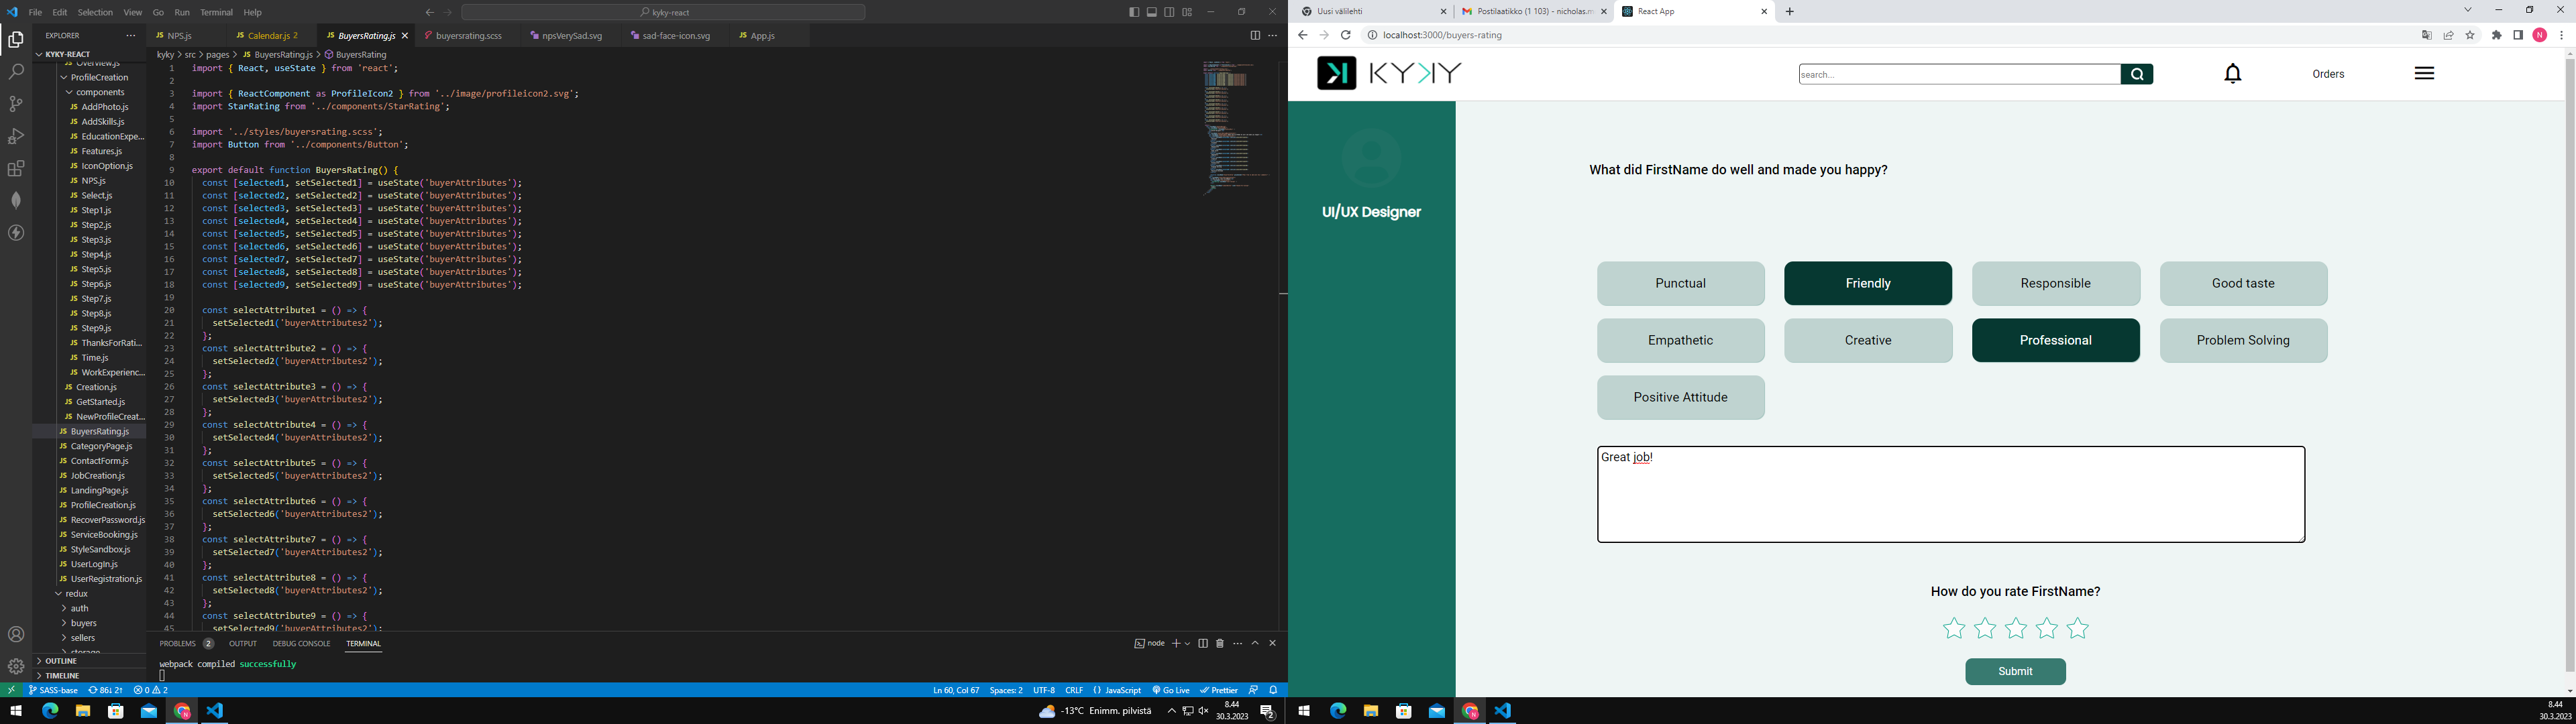 File Edit Selection View Go Run Terminal Help
kyky-react
EXPLORER
KYKY-REACT
Overview.js
ProfileCreation
components
AddPhoto.js
AddSkills.js
EducationExpe...
Features.js
IconOption.js
NPS.js
Select.js
Step1.js
Step2.js
Step3.js
Step4.js
Step5.js
Step6.js
Step7.js
Step8.js
Step9.js
ThanksForRati...
Time.js
WorkExperienc...
Creation.js
GetStarted.js
NewProfileCreat...
BuyersRating.js
CategoryPage.js
ContactForm.js
JobCreation.js
LandingPage.js
ProfileCreation.js
RecoverPassword.js
ServiceBooking.js
StyleSandbox.js
UserLogIn.js
UserRegistration.js
redux
auth
buyers
sellers
storage
OUTLINE
TIMELINE
NPS.js Calendar.js 2 BuyersRating.js buyersrating.scss npsVerySad.svg sad-face-icon.svg App.js
kyky > src > pages > BuyersRating.js > BuyersRating
1 import { React, useState } from 'react';
2
3 import { ReactComponent as ProfileIcon2 } from '../image/profileicon2.svg';
4 import StarRating from '../components/StarRating';
5
6 import '../styles/buyersrating.scss';
7 import Button from '../components/Button';
8
9 export default function BuyersRating() {
10 const [selected1, setSelected1] = useState('buyerAttributes');
11 const [selected2, setSelected2] = useState('buyerAttributes');
12 const [selected3, setSelected3] = useState('buyerAttributes');
13 const [selected4, setSelected4] = useState('buyerAttributes');
14 const [selected5, setSelected5] = useState('buyerAttributes');
15 const [selected6, setSelected6] = useState('buyerAttributes');
16 const [selected7, setSelected7] = useState('buyerAttributes');
17 const [selected8, setSelected8] = useState('buyerAttributes');
18 const [selected9, setSelected9] = useState('buyerAttributes');
19
20 const selectAttribute1 = () => {
21 setSelected1('buyerAttributes2');
22 };
23 const selectAttribute2 = () => {
24 setSelected2('buyerAttributes2');
25 };
26 const selectAttribute3 = () => {
27 setSelected3('buyerAttributes2');
28 };
29 const selectAttribute4 = () => {
30 setSelected4('buyerAttributes2');
31 };
32 const selectAttribute5 = () => {
33 setSelected5('buyerAttributes2');
34 };
35 const selectAttribute6 = () => {
36 setSelected6('buyerAttributes2');
37 };
38 const selectAttribute7 = () => {
39 setSelected7('buyerAttributes2');
40 };
41 const selectAttribute8 = () => {
42 setSelected8('buyerAttributes2');
43 };
44 const selectAttribute9 = () => {
45 setSelected9('buyerAttributes2');
PROBLEMS 2 OUTPUT DEBUG CONSOLE TERMINAL
node
webpack compiled successfully
SASS-base 86↓ 2↑ 0 2
Ln 60, Col 67 Spaces: 2 UTF-8 CRLF {} JavaScript Go Live Prettier
-13°C Enimm. pilvistä
8.44
30.3.2023
2
Uusi välilehti
Postilaatikko (1 103) - nicholas.m
React App
localhost:3000/buyers-rating
N
KYKY
search...
Orders
UI/UX Designer
What did FirstName do well and made you happy?
Punctual Friendly Responsible Good taste
Empathetic Creative Professional Problem Solving
Positive Attitude
Great job!
How do you rate FirstName?
Submit
8.44
30.3.2023